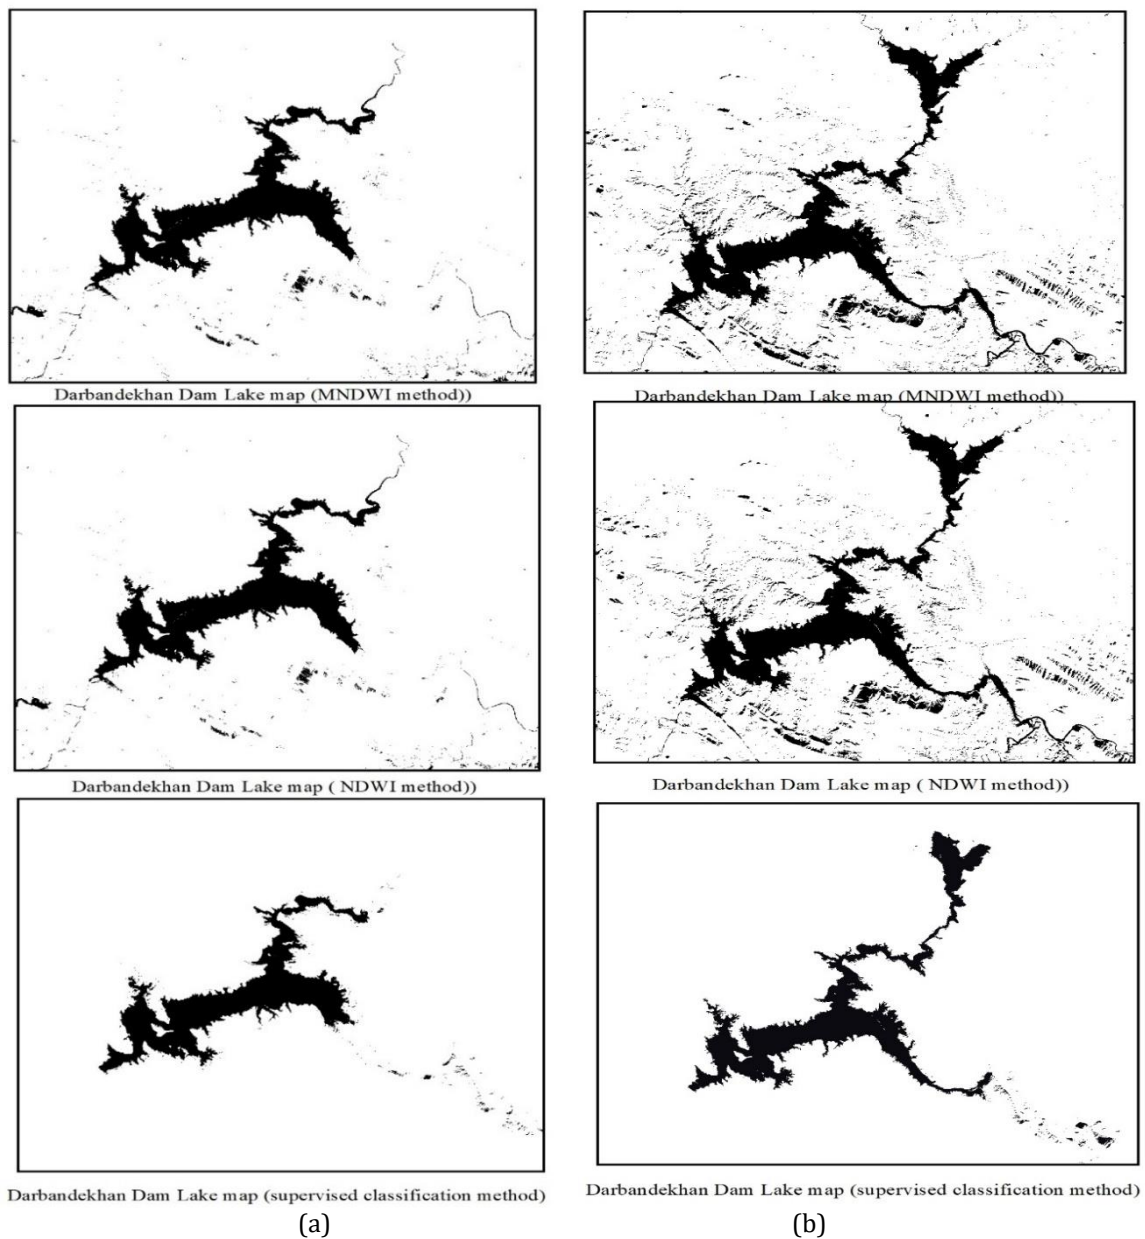 Darbandekhan Dam Lake map (MNDWI method))
Darbandekhan Dam Lake map (MNDWI method))
Darbandekhan Dam Lake map ( NDWI method))
Darbandekhan Dam Lake map ( NDWI method))
Darbandekhan Dam Lake map (supervised classification method)
Darbandekhan Dam Lake map (supervised classification method)
(a)
(b)